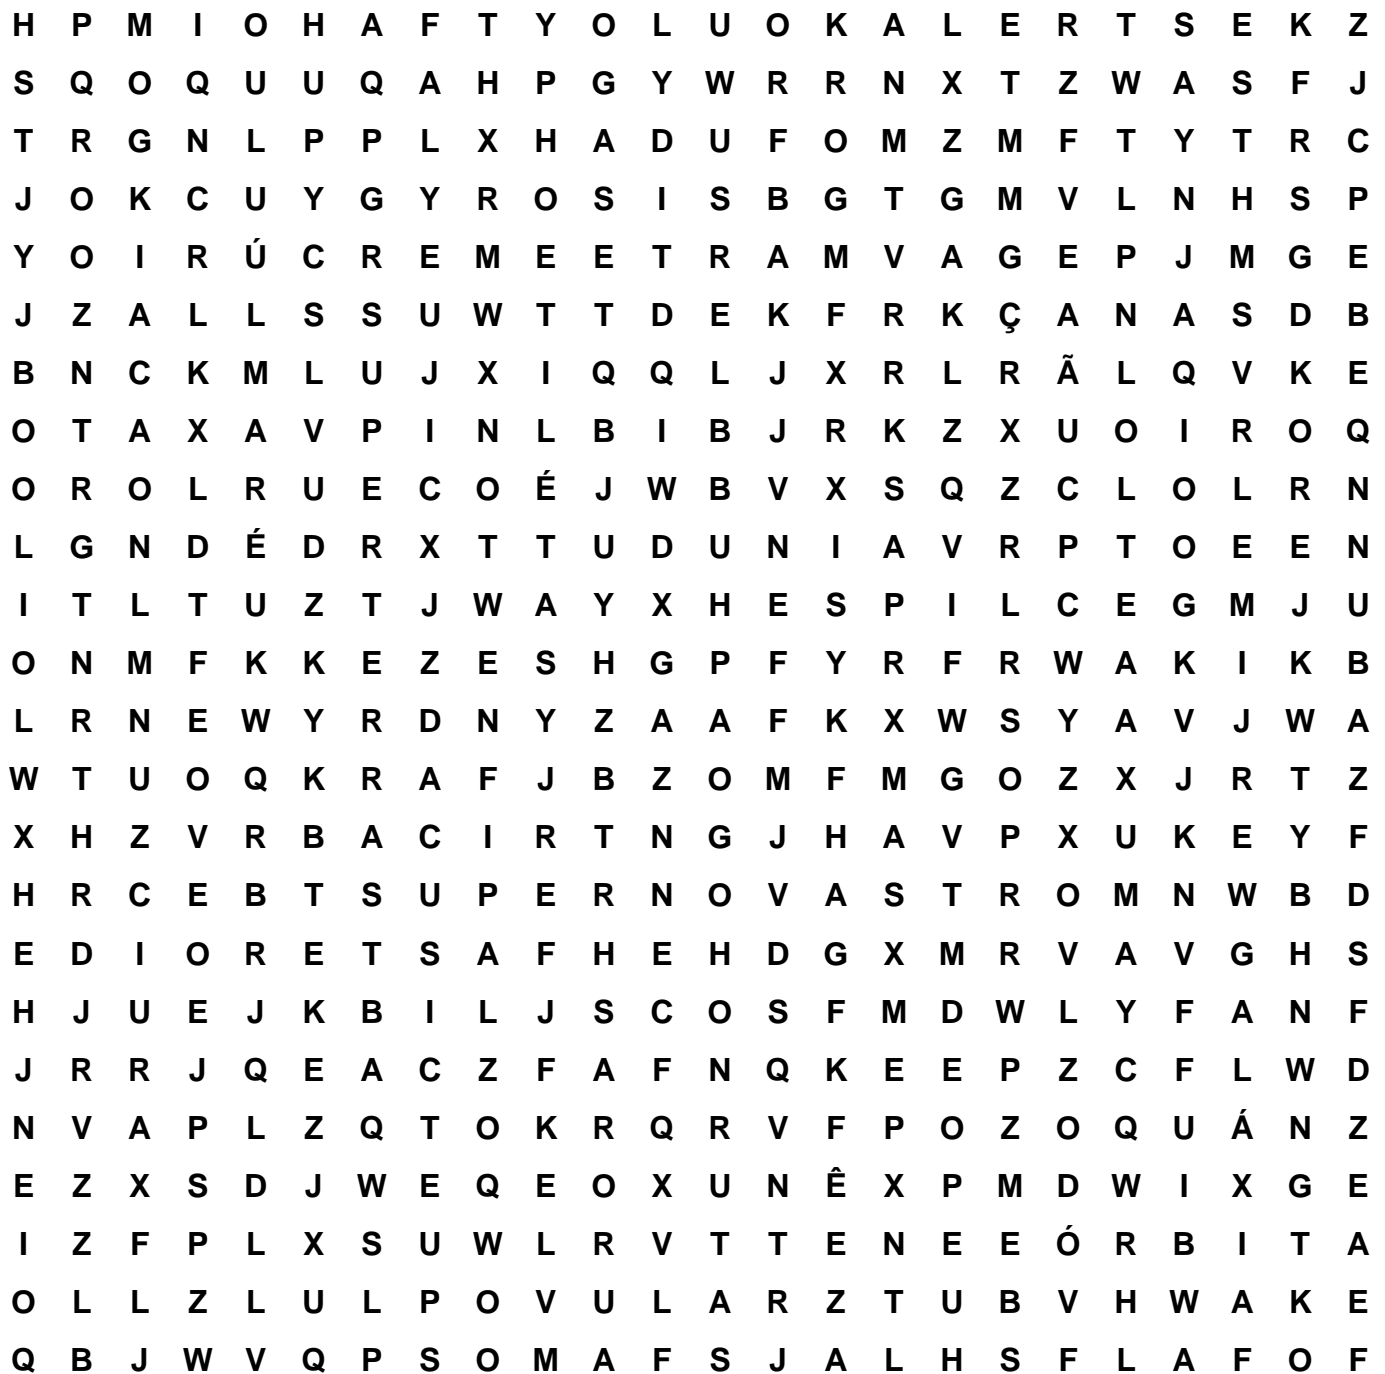 H P M I O H A F T Y O L U O K A L E R T S E K Z
S Q O Q U U Q A H P G Y W R R N X T Z W A S F J
T R G N L P P L X H A D U F O M Z M F T Y T R C
J O K C U Y G Y R O S I S B G T G M V L N H S P
Y O I R Ú C R E M E E T R A M V A G E P J M G E
J Z A L L S S U W T T D E K F R K Ç A N A S D B
B N C K M L U J X I Q Q L J X R L R Ã L Q V K E
O T A X A V P I N L B I B J R K Z X U O I R O Q
O R O L R U E C O É J W B V X S Q Z C L O L R N
L G N D É D R X T T U D U N I A V R P T O E E N
I T L T U Z T J W A Y X H E S P I L C E G M J U
O N M F K K E Z E S H G P F Y R F R W A K I K B
L R N E W Y R D N Y Z A A F K X W S Y A V J W A
W T U O Q K R A F J B Z O M F M G O Z X J R T Z
X H Z V R B A C I R T N G J H A V P X U K E Y F
H R C E B T S U P E R N O V A S T R O M N W B D
E D I O R E T S A F H E H D G X M R V A V G H S
H J U E J K B I L J S C O S F M D W L Y F A N F
J R R J Q E A C Z F A F N Q K E E P Z C F L W D
N V A P L Z Q T O K R Q R V F P O Z O Q U Á N Z
E Z X S D J W E Q E O X U N Ê X P M D W I X G E
I Z F P L X S U W L R V T T E N E E Ó R B I T A
O L L Z L U L P O V U L A R Z T U B V H W A K E
Q B J W V Q P S O M A F S J A L H S F L A F O F